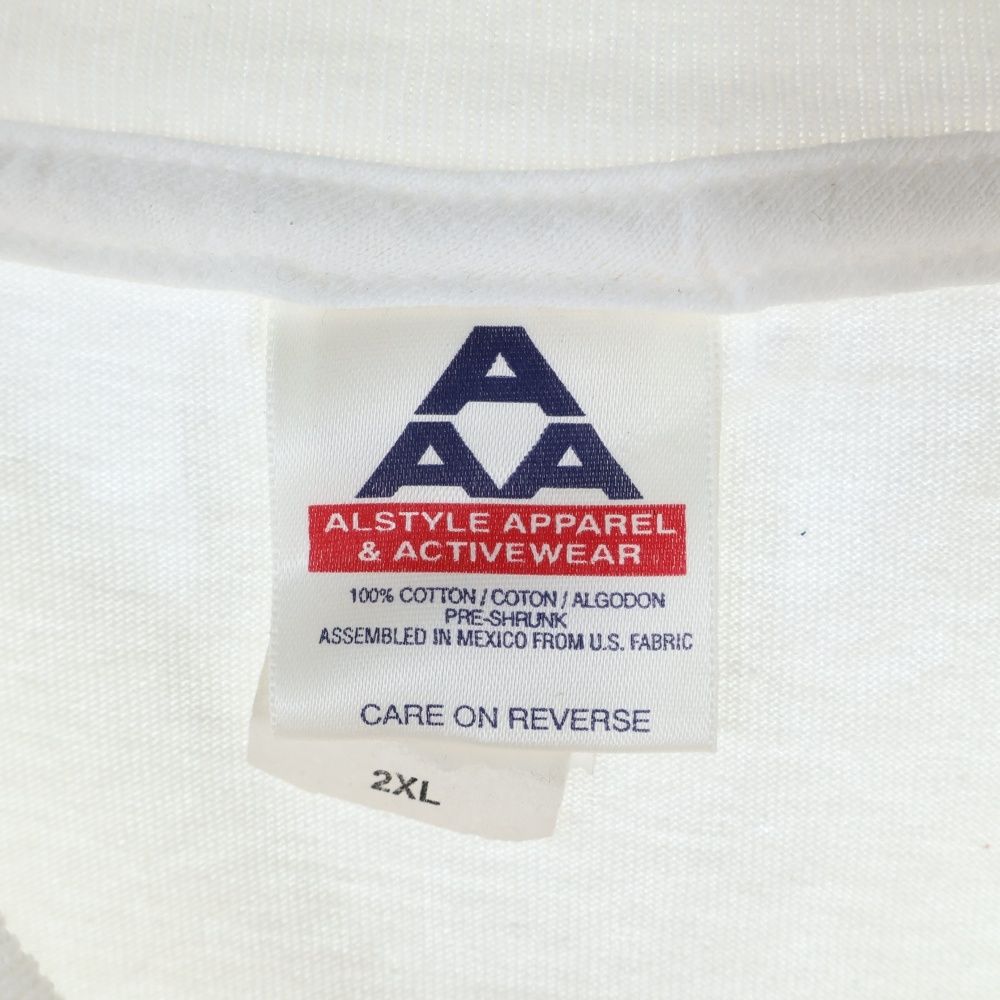 A
A A
ALSTYLE APPAREL
& ACTIVEWEAR
100% COTTON / COTON / ALGODON
PRE-SHRUNK
ASSEMBLED IN MEXICO FROM U.S. FABRIC
CARE ON REVERSE
2XL